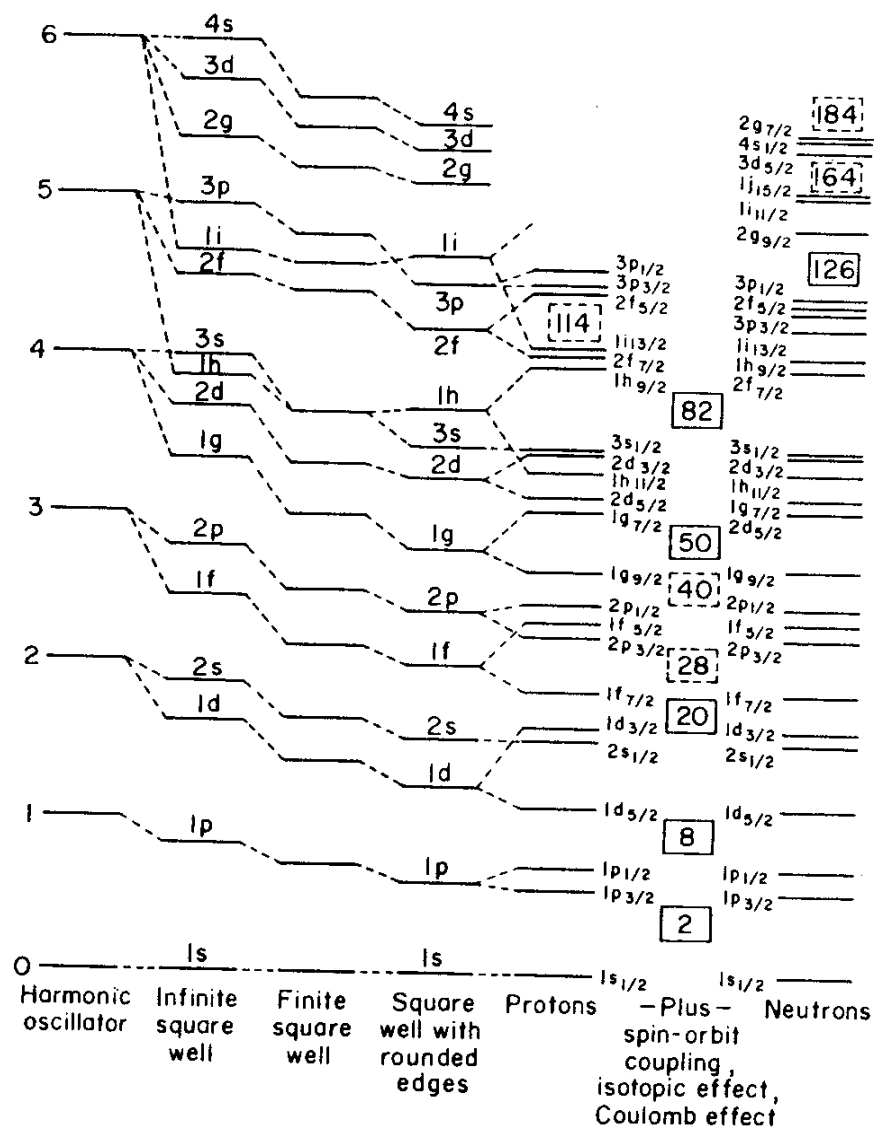 6
5
4
3
2
1
0
Harmonic
oscillator
4s
3d
2g
3p
1i
2f
3s
1h
2d
1g
2p
1f
2s
1d
1p
1s
Infinite
square
well
Finite
square
well
4s
3d
2g
1i
3p
2f
1h
3s
2d
1g
2p
1f
2s
1d
1p
1s
Square
well with
rounded
edges
114
Protons
3p1/2
3p3/2
2f5/2
1i13/2
2f7/2
1h9/2
3s1/2
2d3/2
1h11/2
2d5/2
1g7/2
1g9/2
2p1/2
1f5/2
2p3/2
1f7/2
1d3/2
2s1/2
1d5/2
1p1/2
1p3/2
1s1/2
82
50
40
28
20
8
2
–Plus–
spin-orbit
coupling,
isotopic effect,
Coulomb effect
184
2g7/2
4s1/2
3d5/2
164
1j15/2
1i11/2
2g9/2
126
3p1/2
2f5/2
3p3/2
1i13/2
1h9/2
2f7/2
3s1/2
2d3/2
1h11/2
1g7/2
2d5/2
1g9/2
2p1/2
1f5/2
2p3/2
1f7/2
1d3/2
2s1/2
1d5/2
1p1/2
1p3/2
1s1/2
Neutrons